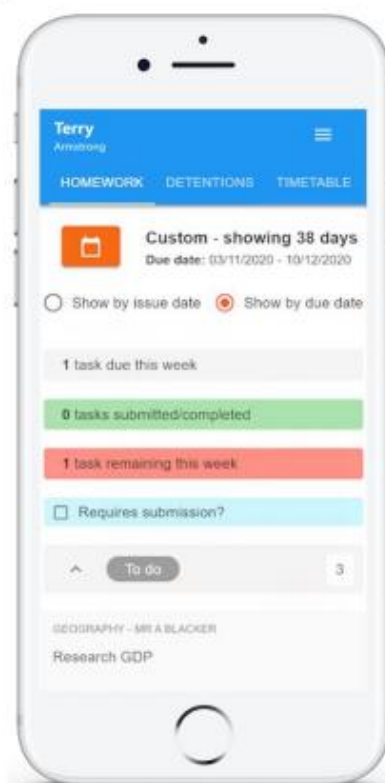 Terry
Armstrong
HOMEWORK DETENTIONS TIMETABLE
Custom - showing 38 days
Due date: 03/11/2020 - 10/12/2020
Show by issue date Show by due date
1 task due this week
0 tasks submitted/completed
1 task remaining this week
Requires submission?
To do 3
GEOGRAPHY - MR A BLACKER
Research GDP